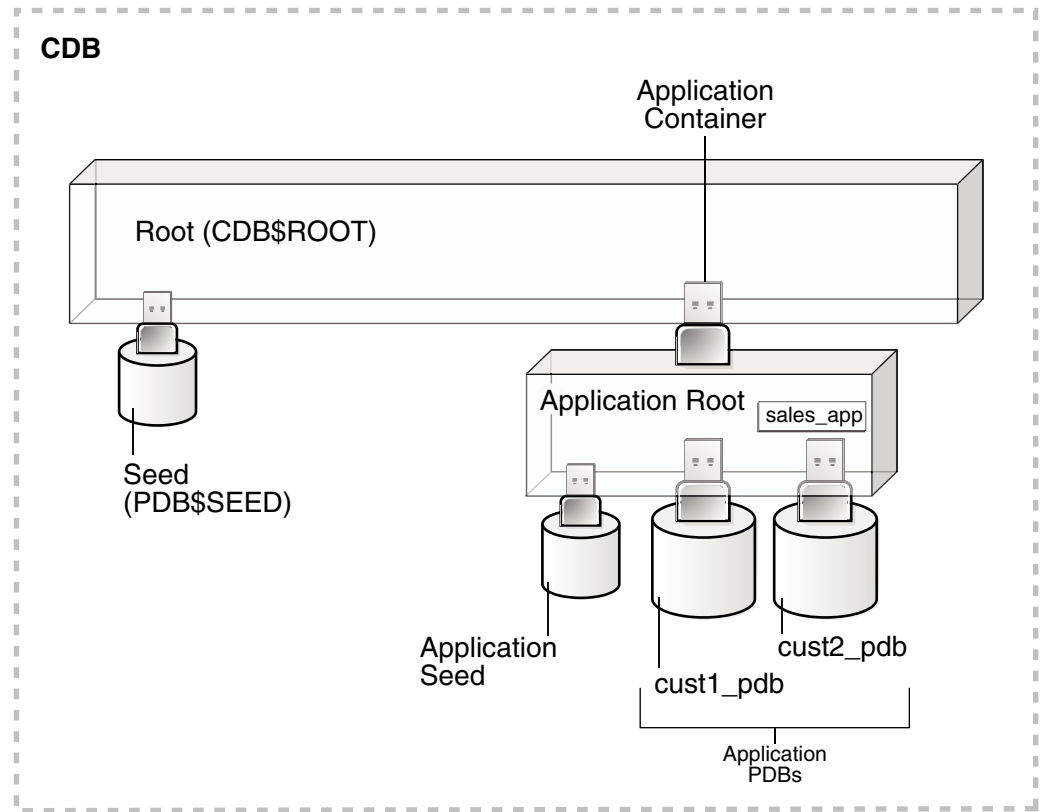 CDB
Application
Container
Root (CDB$ROOT)
Application Root
sales_app
Seed
(PDB$SEED)
Application
Seed
cust1_pdb
cust2_pdb
Application
PDBs